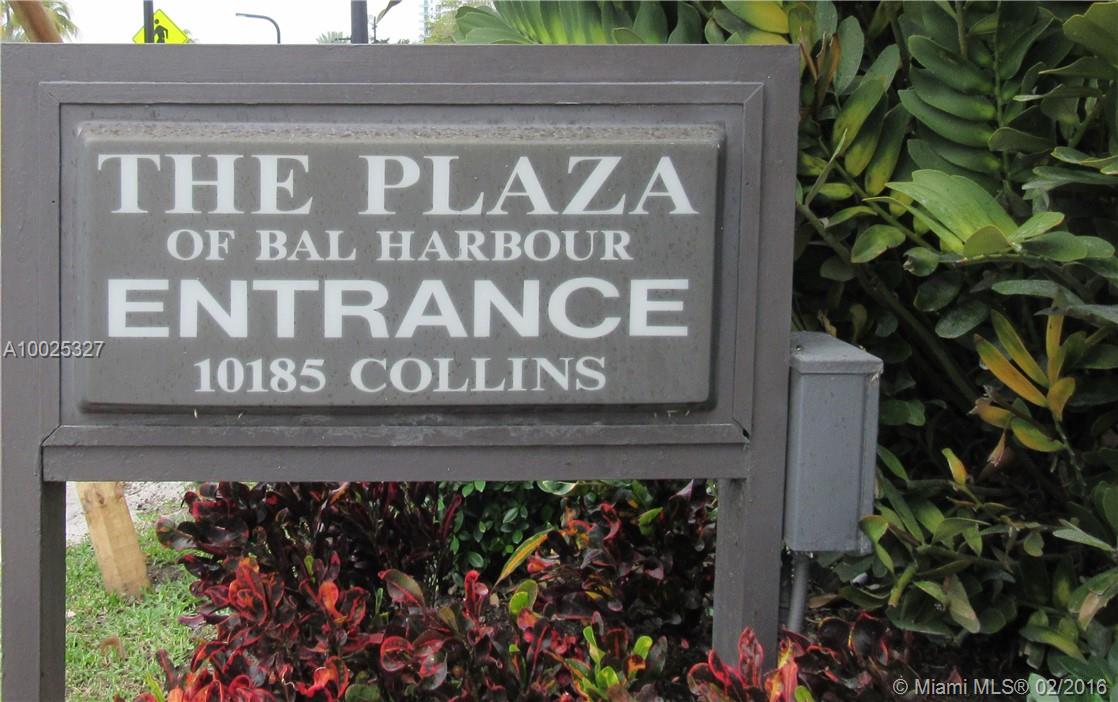 THE PLAZA
OF BAL HARBOUR
ENTRANCE
10185 COLLINS
A10025327
© Miami MLS® 02/2016